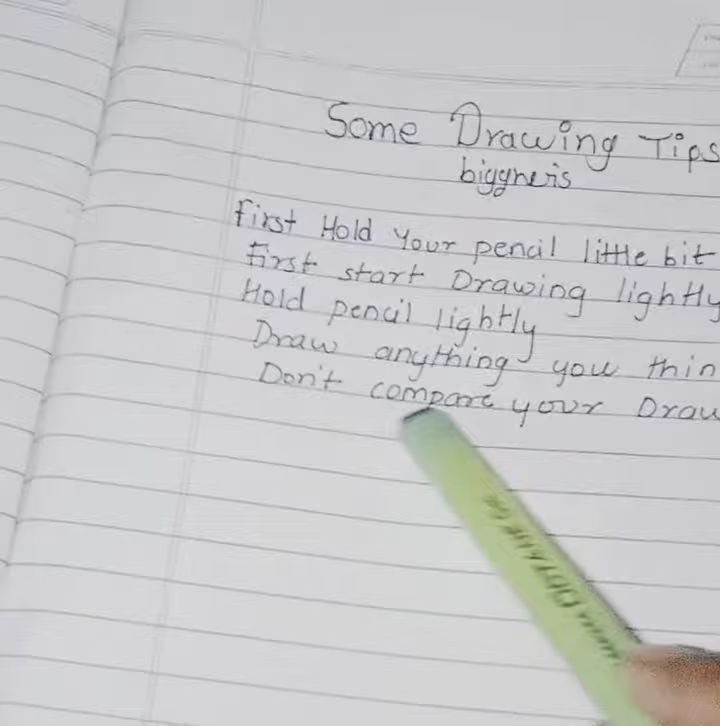 Some Drawing Tips
biggneis
First Hold Your pencil little bit
First start Drawing lightly
Hold pencil lightly
Draw anything you thin
Don't compare your Draw